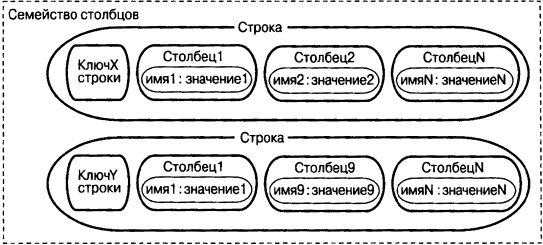 Семейство столбцов
Строка
КлючX
строки
Столбец1
имя1:значение1
Столбец2
имя2:значение2
СтолбецN
имяN:значениеN
Строка
КлючY
строки
Столбец1
имя1:значение1
Столбец9
имя9:значение9
СтолбецN
имяN:значениеN